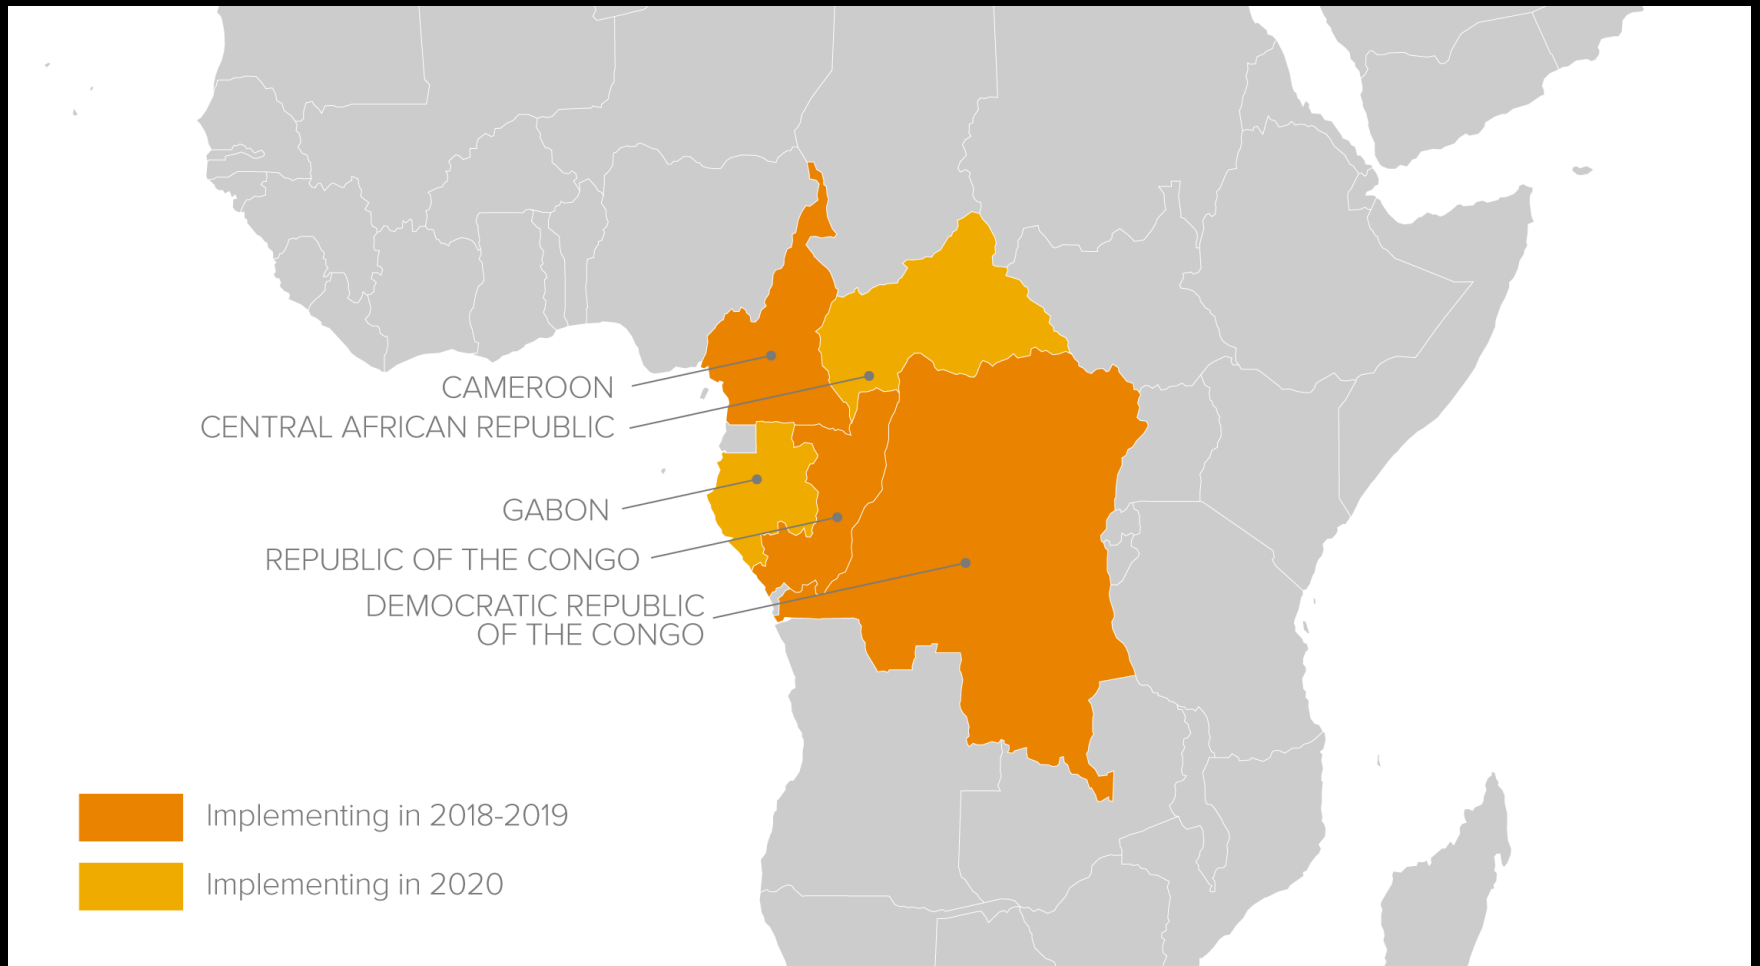 CAMEROON
CENTRAL AFRICAN REPUBLIC
GABON
REPUBLIC OF THE CONGO
DEMOCRATIC REPUBLIC
OF THE CONGO
Implementing in 2018-2019
Implementing in 2020